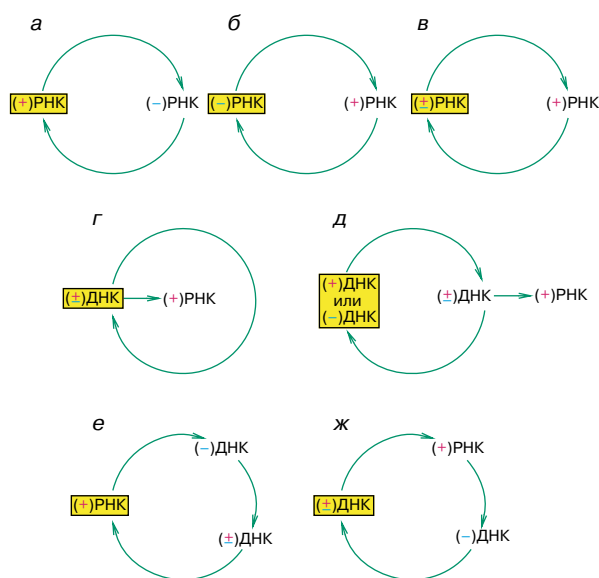 а
б
в
(+)РНК
(−)РНК
(−)РНК
(+)РНК
(±)РНК
(+)РНК
г
д
(±)ДНК
(+)РНК
(+)ДНК
или
(−)ДНК
(±)ДНК
(+)РНК
е
ж
(−)ДНК
(+)РНК
(+)РНК
(±)ДНК
(±)ДНК
(−)ДНК